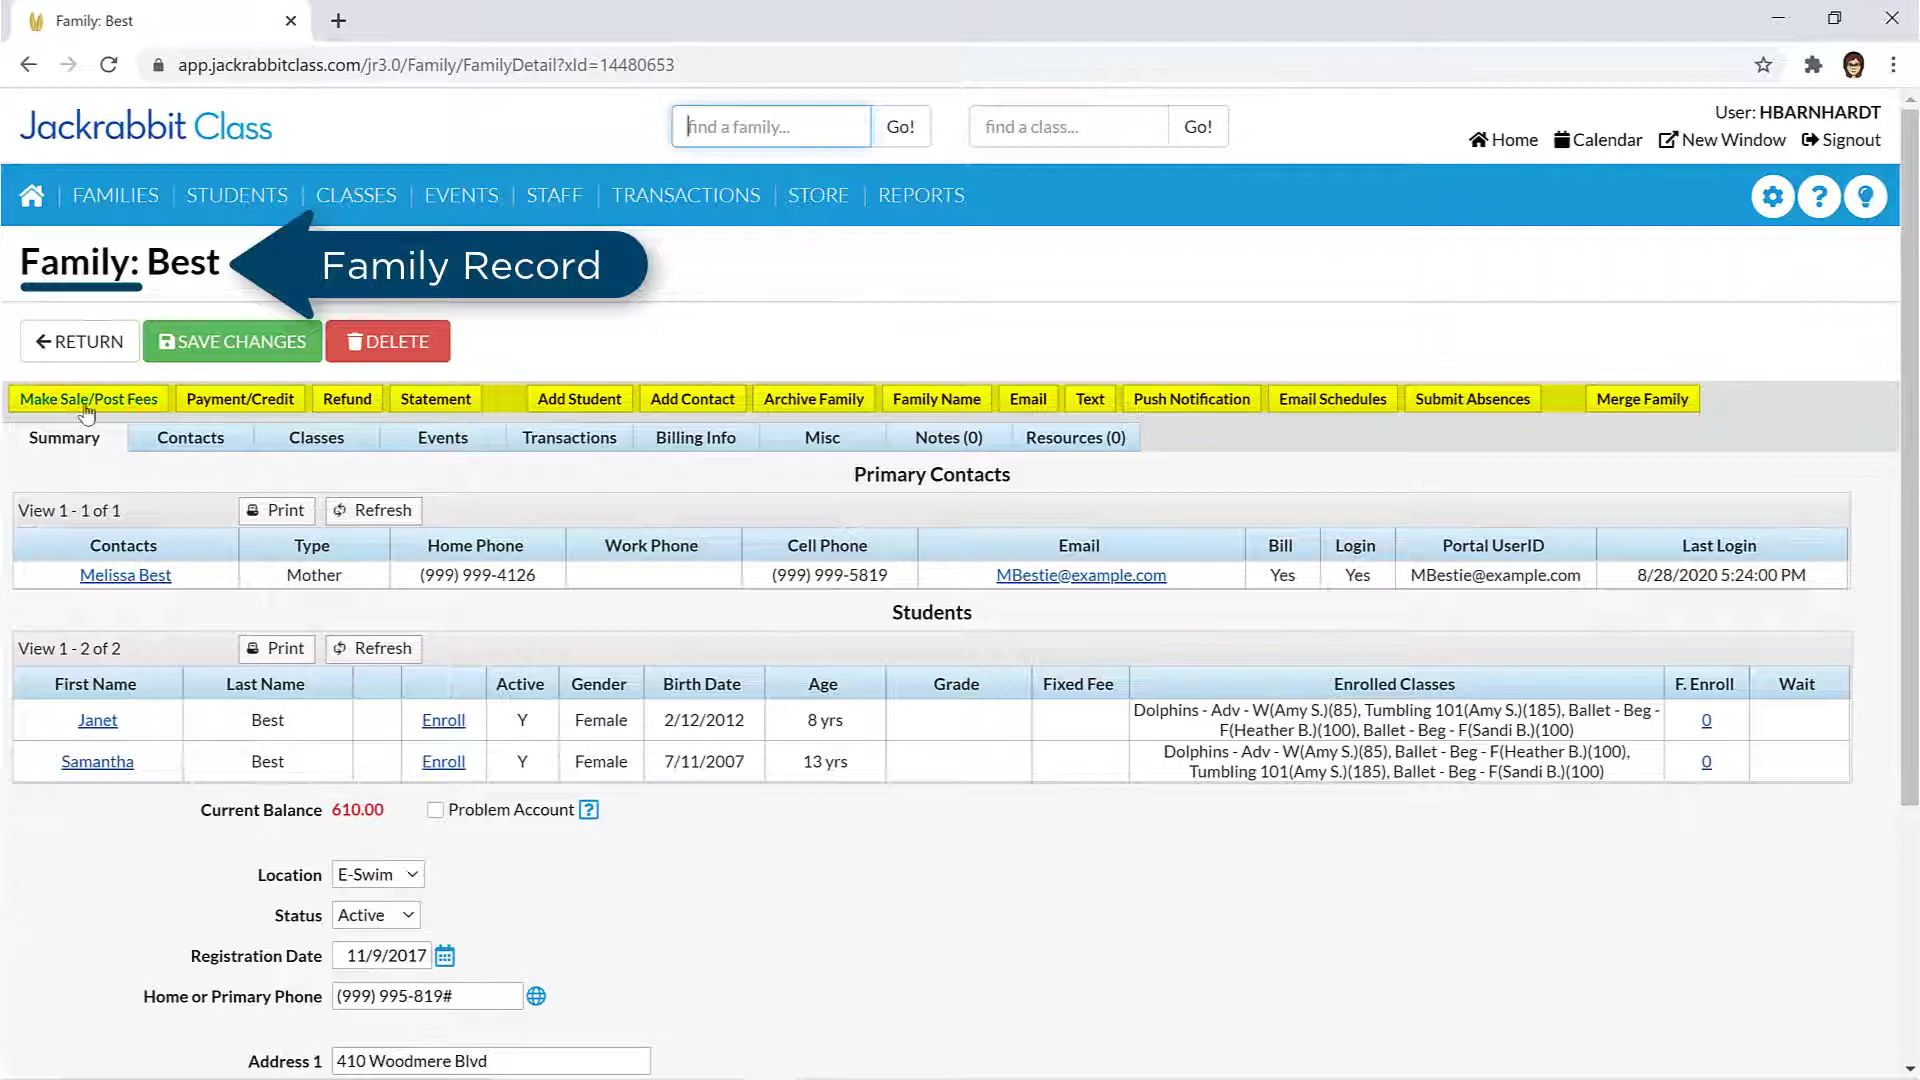 Family: Best
app.jackrabbitclass.com/jr3.0/Family/FamilyDetail?xId=14480653
Jackrabbit Class
find a family... Go! find a class... Go!
User: HBARNHARDT
Home Calendar New Window Signout
FAMILIES STUDENTS CLASSES EVENTS STAFF TRANSACTIONS STORE REPORTS ?
Family: Best
Family Record
RETURN SAVE CHANGES DELETE
Make Sale/Post Fees Payment/Credit Refund Statement Add Student Add Contact Archive Family Family Name Email Text Push Notification Email Schedules Submit Absences Merge Family
Summary Contacts Classes Events Transactions Billing Info Misc Notes (0) Resources (0)
Primary Contacts
View 1 - 1 of 1 Print Refresh
Contacts Type Home Phone Work Phone Cell Phone Email Bill Login Portal UserID Last Login
Melissa Best Mother (999) 999-4126 (999) 999-5819 MBestie@example.com Yes Yes MBestie@example.com 8/28/2020 5:24:00 PM
Students
View 1 - 2 of 2 Print Refresh
First Name Last Name Active Gender Birth Date Age Grade Fixed Fee Enrolled Classes F. Enroll Wait
Janet Best Enroll Y Female 2/12/2012 8 yrs Dolphins - Adv - W(Amy S.)(85), Tumbling 101(Amy S.)(185), Ballet - Beg - 0
F(Heather B.)(100), Ballet - Beg - F(Sandi B.)(100)
Samantha Best Enroll Y Female 7/11/2007 13 yrs Dolphins - Adv - W(Amy S.)(85), Ballet - Beg - F(Heather B.)(100), 0
Tumbling 101(Amy S.)(185), Ballet - Beg - F(Sandi B.)(100)
Current Balance 610.00 Problem Account ?
Location E-Swim
Status Active
Registration Date 11/9/2017
Home or Primary Phone (999) 995-819#
Address 1 410 Woodmere Blvd